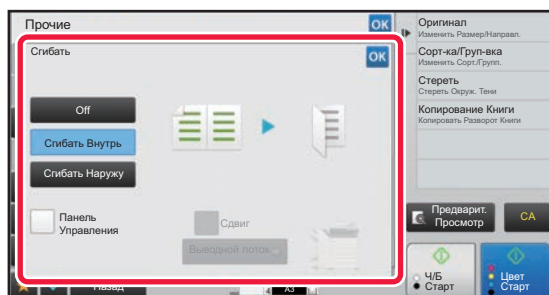 Прочие
OK
Сгибать
OK
Off
Сгибать Внутрь
Сгибать Наружу
Панель
Управления
Сдвиг
Выводной лоток
Назад
4
A3
Оригинал
Изменить Размер/Направл.
Сорт-ка/Груп-вка
Изменить Сорт./Групп.
Стереть
Стереть Окруж. Тени
Копирование Книги
Копировать Разворот Книги
Предварит.
Просмотр
CA
Ч/Б
Старт
Цвет
Старт